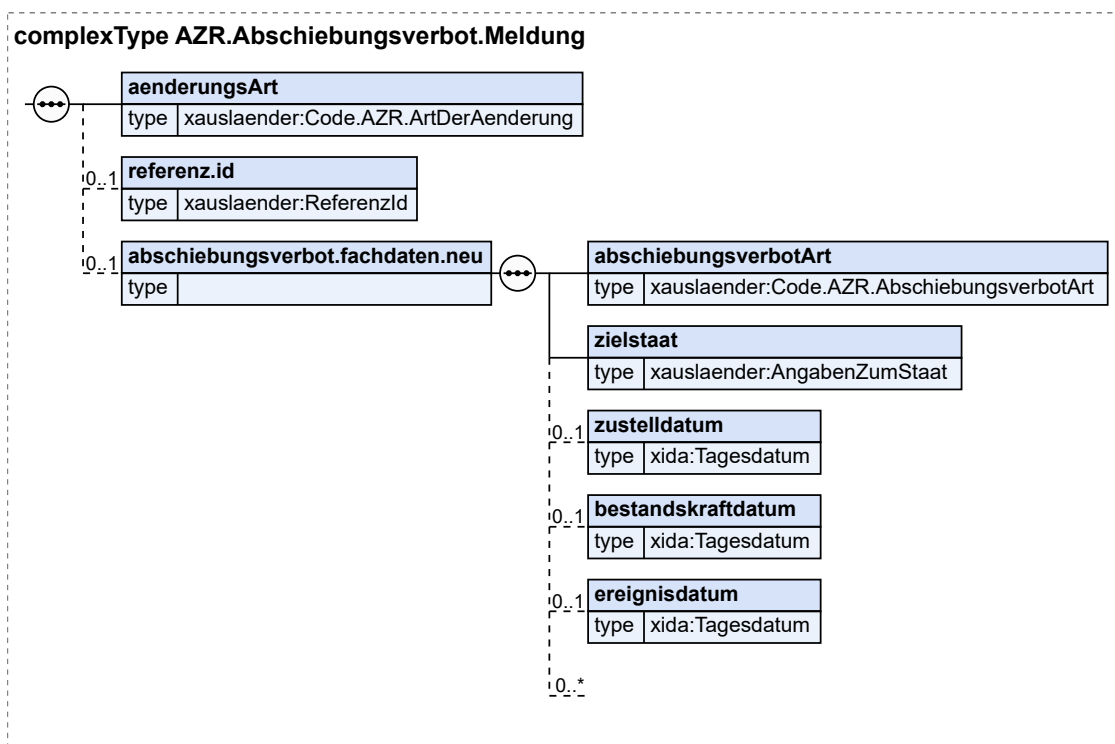 complexType AZR.Abschiebungsverbot.Meldung
aenderungsArt
type xauslaender:Code.AZR.ArtDerAenderung
0..1 referenz.id
type xauslaender:ReferenzId
0..1 abschiebungsverbot.fachdaten.neu
type
abschiebungsverbotArt
type xauslaender:Code.AZR.AbschiebungsverbotArt
zielstaat
type xauslaender:AngabenZumStaat
0..1 zustelldatum
type xida:Tagesdatum
0..1 bestandskraftdatum
type xida:Tagesdatum
0..1 ereignisdatum
type xida:Tagesdatum
0..*